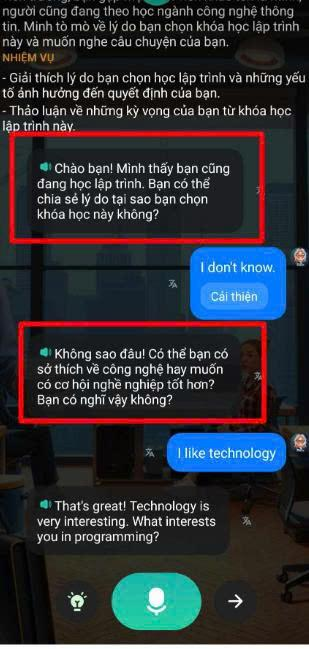 người cũng đang theo học ngành công nghệ thông
tin. Minh tò mò về lý do bạn chọn khóa học lập trình
này và muốn nghe câu chuyện của bạn.
NHIỆM VỤ
- Giải thích lý do bạn chọn học lập trình và những yếu
tố ảnh hưởng đến quyết định của bạn.
- Thảo luận về những kỳ vọng của bạn từ khóa học
lập trình này.
Chào bạn! Mình thấy bạn cũng
đang học lập trình. Bạn có thể
chia sẻ lý do tại sao bạn chọn
khóa học này không?
I don't know.
Cải thiện
Không sao đâu! Có thể bạn có
sở thích về công nghệ hay muốn
có cơ hội nghề nghiệp tốt hơn?
Bạn có nghĩ vậy không?
I like technology
That's great! Technology is
very interesting. What interests
you in programming?